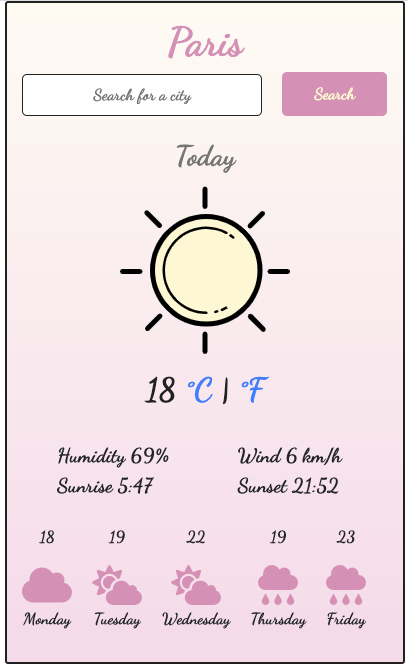 Paris
Search for a city Search
Today
18 °C | °F
Humidity 69% Wind 6 km/h
Sunrise 5:47 Sunset 21:52
18 19 22 19 23
Monday Tuesday Wednesday Thursday Friday